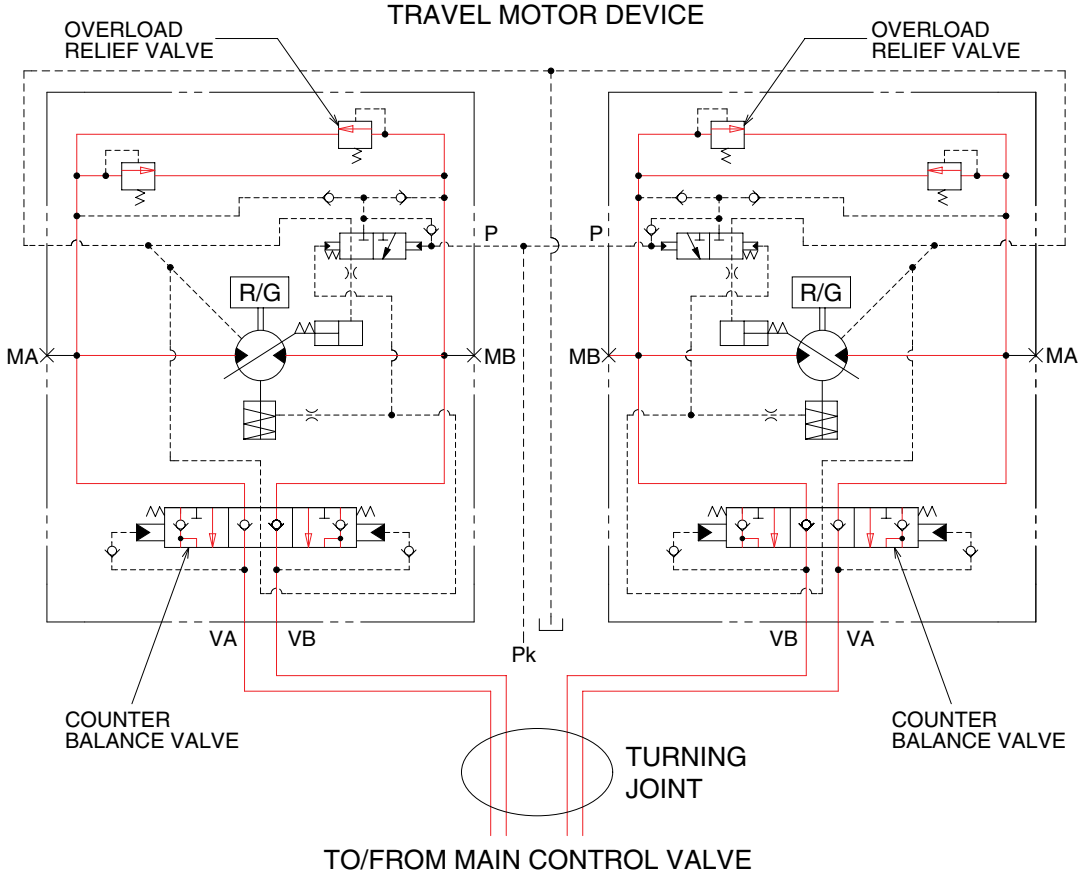 TRAVEL MOTOR DEVICE
OVERLOAD
RELIEF VALVE
OVERLOAD
RELIEF VALVE
P
P
R/G
R/G
MA
MB
MB
MA
VA
VB
VB
VA
Pk
COUNTER
BALANCE VALVE
COUNTER
BALANCE VALVE
TURNING
JOINT
TO/FROM MAIN CONTROL VALVE